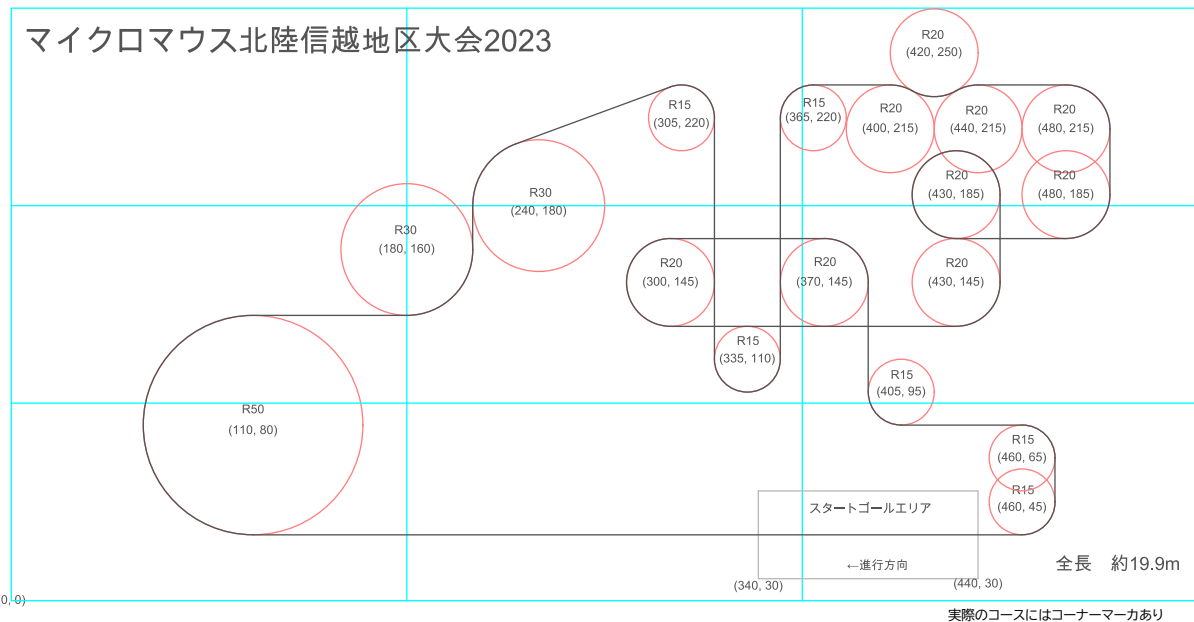 マイクロマウス北陸信越地区大会2023
R20
(420, 250)
R15
(305, 220)
R15
(365, 220)
R20
(400, 215)
R20
(440, 215)
R20
(480, 215)
R30
(240, 180)
R20
(430, 185)
R20
(480, 185)
R30
(180, 160)
R20
(300, 145)
R20
(370, 145)
R20
(430, 145)
R15
(335, 110)
R15
(405, 95)
R50
(110, 80)
R15
(460, 65)
R15
(460, 45)
スタートゴールエリア
←進行方向
(340, 30)
(440, 30)
全長　約19.9m
0, 0)
実際のコースにはコーナーマーカあり